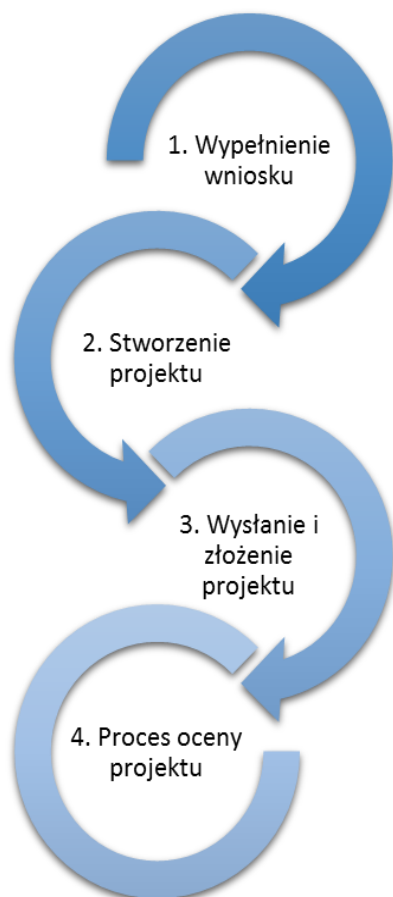 1. Wypełnienie
wniosku
2. Stworzenie
projektu
3. Wysłanie i
złożenie
projektu
4. Proces oceny
projektu